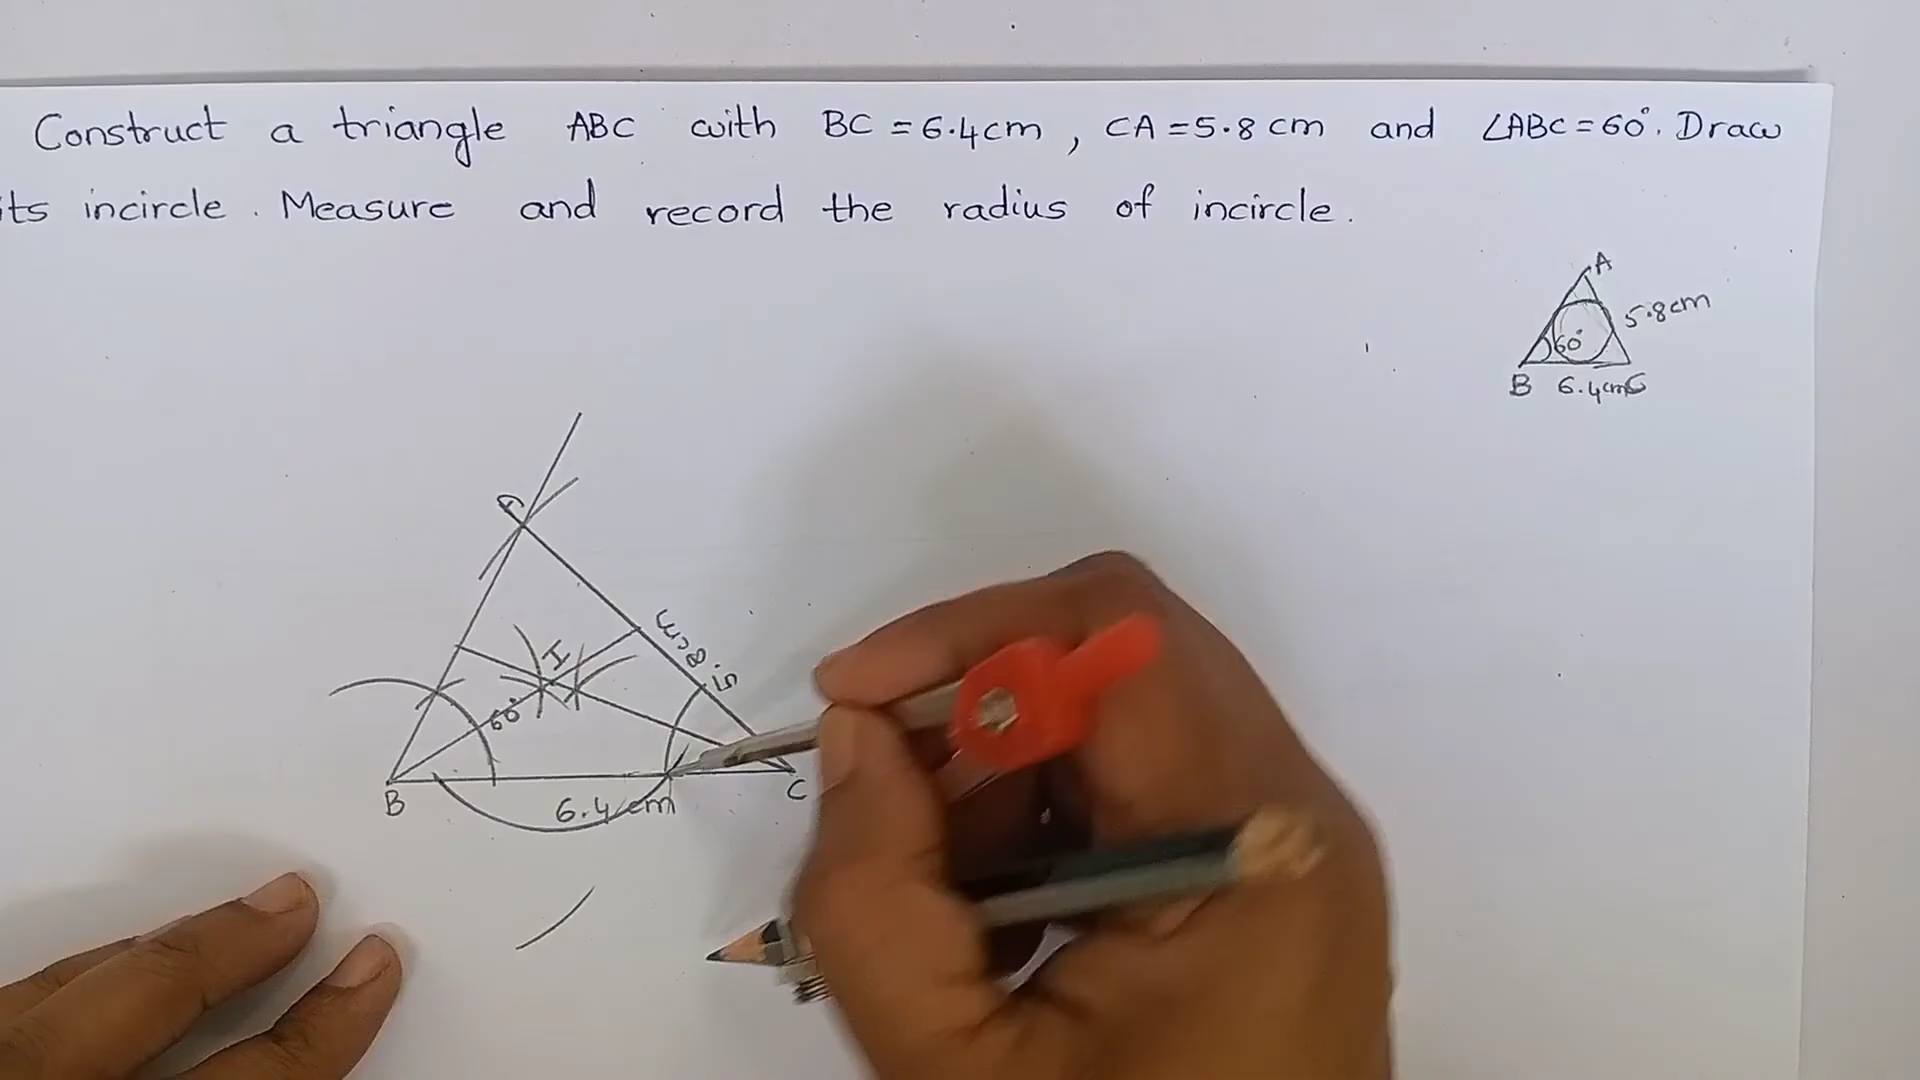 Construct a triangle ABC with BC = 6.4cm, CA = 5.8 cm and ∠ABC = 60°. Draw
its incircle. Measure and record the radius of incircle.
A
5.8cm
60°
B 6.4cm C
A
5.8cm
I
60°
B 6.4cm C